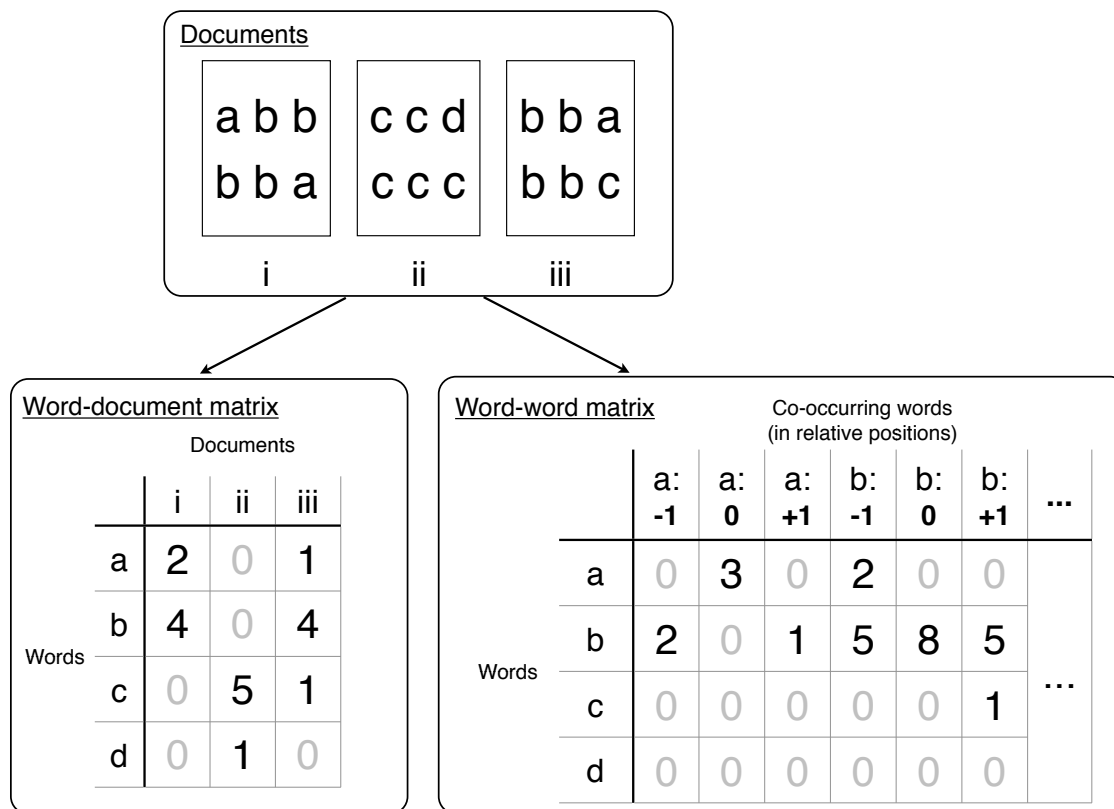 Documents
a b b
b b a
c c d
c c c
b b a
b b c
i ii iii
Word-document matrix
Documents
i ii iii
a 2 0 1
b 4 0 4
c 0 5 1
d 0 1 0
Words
Word-word matrix
Co-occurring words
(in relative positions)
a: a: a: b: b: b: ...
-1 0 +1 -1 0 +1
a 0 3 0 2 0 0
b 2 0 1 5 8 5
c 0 0 0 0 0 1
d 0 0 0 0 0 0
Words
...